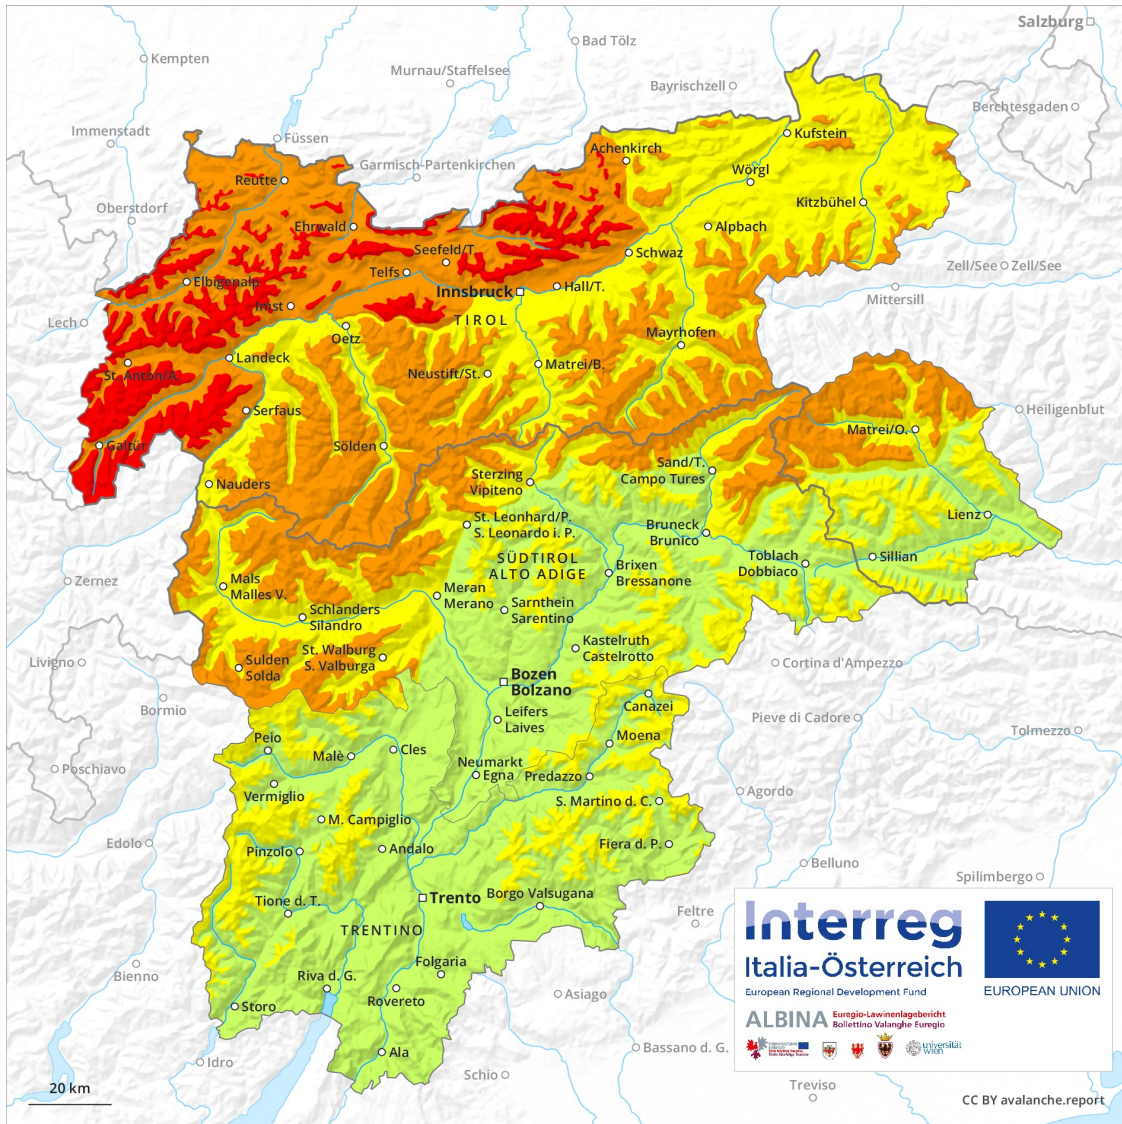 Salzburg
Bad Tölz
Kempten
Murnau/Staffelsee
Bayrischzell
Berchtesgaden
Immenstadt
Füssen
Kufstein
Achenkirch
Garmisch-Partenkirchen
Wörgl
Reutte
Oberstdorf
Kitzbühel
Ehrwald
Alpbach
Seefeld/T.
Schwaz
Telfs
Zell/See
Zell/See
Elbigenalp
Innsbruck
Hall/T.
Mittersill
Imst
Lech
TIROL
Oetz
Mayrhofen
Landeck
Matrei/B.
St. Anton/A.
Neustift/St.
Serfaus
Heiligenblut
Matrei/O.
Galtür
Sölden
Sand/T.
Campo Tures
Sterzing
Vipiteno
Nauders
Lienz
St. Leonhard/P.
S. Leonardo i. P.
Bruneck
Brunico
SÜDTIROL
ALTO ADIGE
Toblach
Dobbiaco
Sillian
Brixen
Bressanone
Zernez
Mals
Malles V.
Meran
Merano
Sarnthein
Sarentino
Schlanders
Silandro
Kastelruth
Castelrotto
St. Walburg
S. Valburga
Livigno
Sulden
Solda
Cortina d'Ampezzo
Bozen
Bolzano
Bormio
Canazei
Leifers
Laives
Pieve di Cadore
Tolmezzo
Peio
Moena
Malè
Cles
Neumarkt
Egna
Predazzo
Poschiavo
Vermiglio
Agordo
S. Martino d. C.
M. Campiglio
Edolo
Pinzolo
Andalo
Fiera d. P.
Belluno
Spilimbergo
Borgo Valsugana
Trento
Tione d. T.
Feltre
TRENTINO
Folgaria
Bienno
Riva d. G.
Rovereto
Asiago
Storo
Bassano d. G.
Ala
Idro
Schio
Treviso
20 km
Interreg
Italia-Österreich
European Regional Development Fund
EUROPEAN UNION
ALBINA
Euregio-Lawinenlagebericht
Bollettino Valanghe Euregio
universität
wien
CC BY avalanche.report